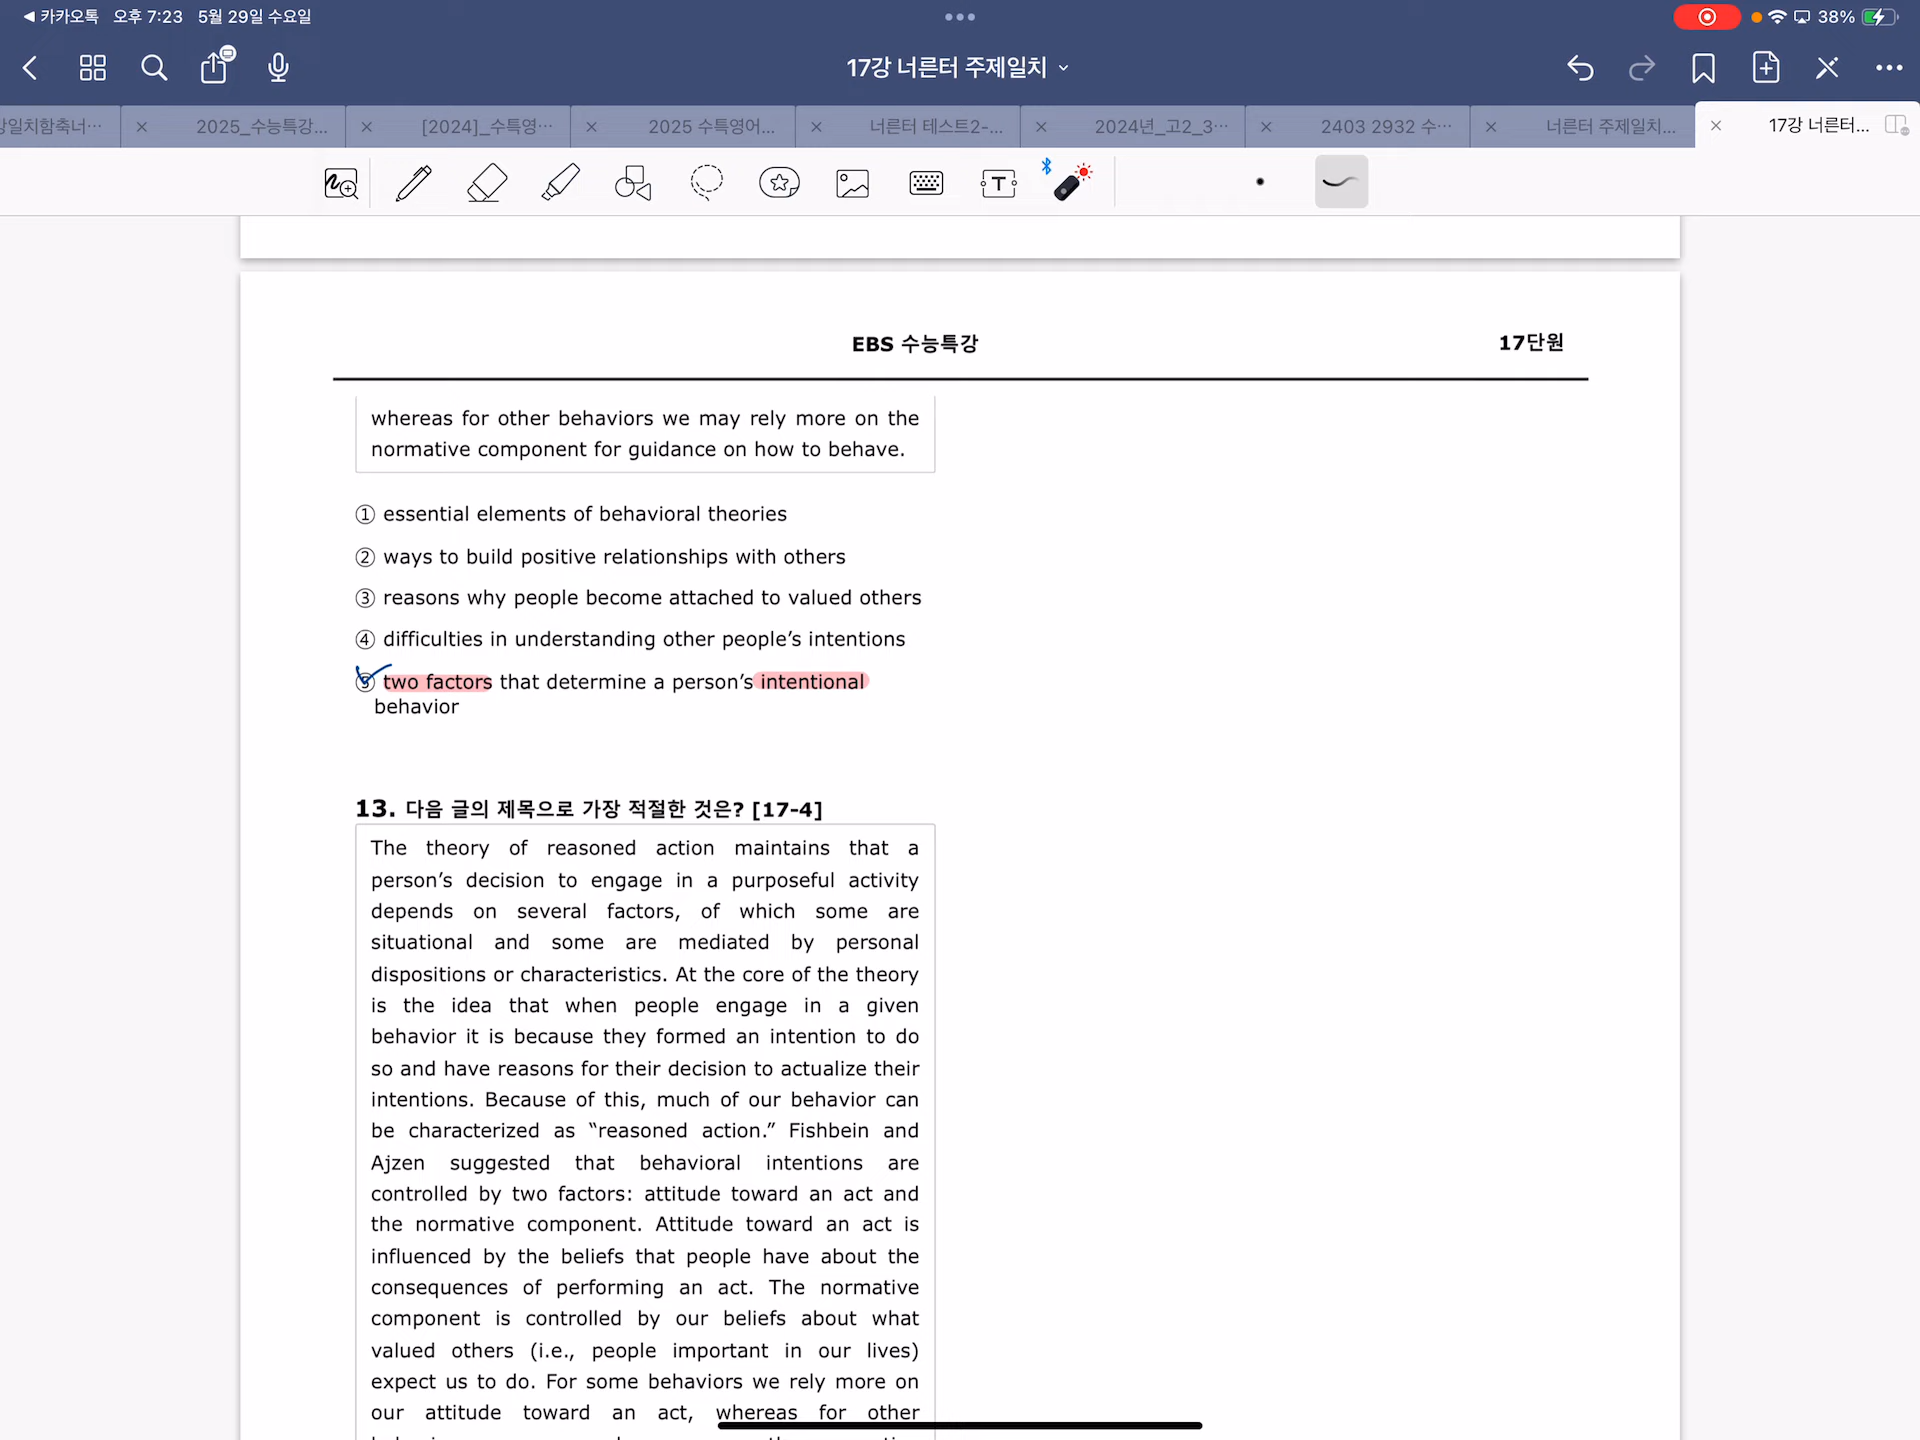 ◀ 카카오톡 오후 7:23 5월 29일 수요일
38%
17강 너른터 주제일치
강일치함축너…
2025_수능특강...
[2024]_수특영…
2025 수특영어...
너른터 테스트2-...
2024년_고2_3…
2403 2932 수…
너른터 주제일치...
17강 너른터...
EBS 수능특강
17단원
whereas for other behaviors we may rely more on the
normative component for guidance on how to behave.
① essential elements of behavioral theories
② ways to build positive relationships with others
③ reasons why people become attached to valued others
④ difficulties in understanding other people's intentions
⑤ two factors that determine a person's intentional
behavior
13. 다음 글의 제목으로 가장 적절한 것은? [17-4]
The theory of reasoned action maintains that a
person's decision to engage in a purposeful activity
depends on several factors, of which some are
situational and some are mediated by personal
dispositions or characteristics. At the core of the theory
is the idea that when people engage in a given
behavior it is because they formed an intention to do
so and have reasons for their decision to actualize their
intentions. Because of this, much of our behavior can
be characterized as “reasoned action.” Fishbein and
Ajzen suggested that behavioral intentions are
controlled by two factors: attitude toward an act and
the normative component. Attitude toward an act is
influenced by the beliefs that people have about the
consequences of performing an act. The normative
component is controlled by our beliefs about what
valued others (i.e., people important in our lives)
expect us to do. For some behaviors we rely more on
our attitude toward an act, whereas for other